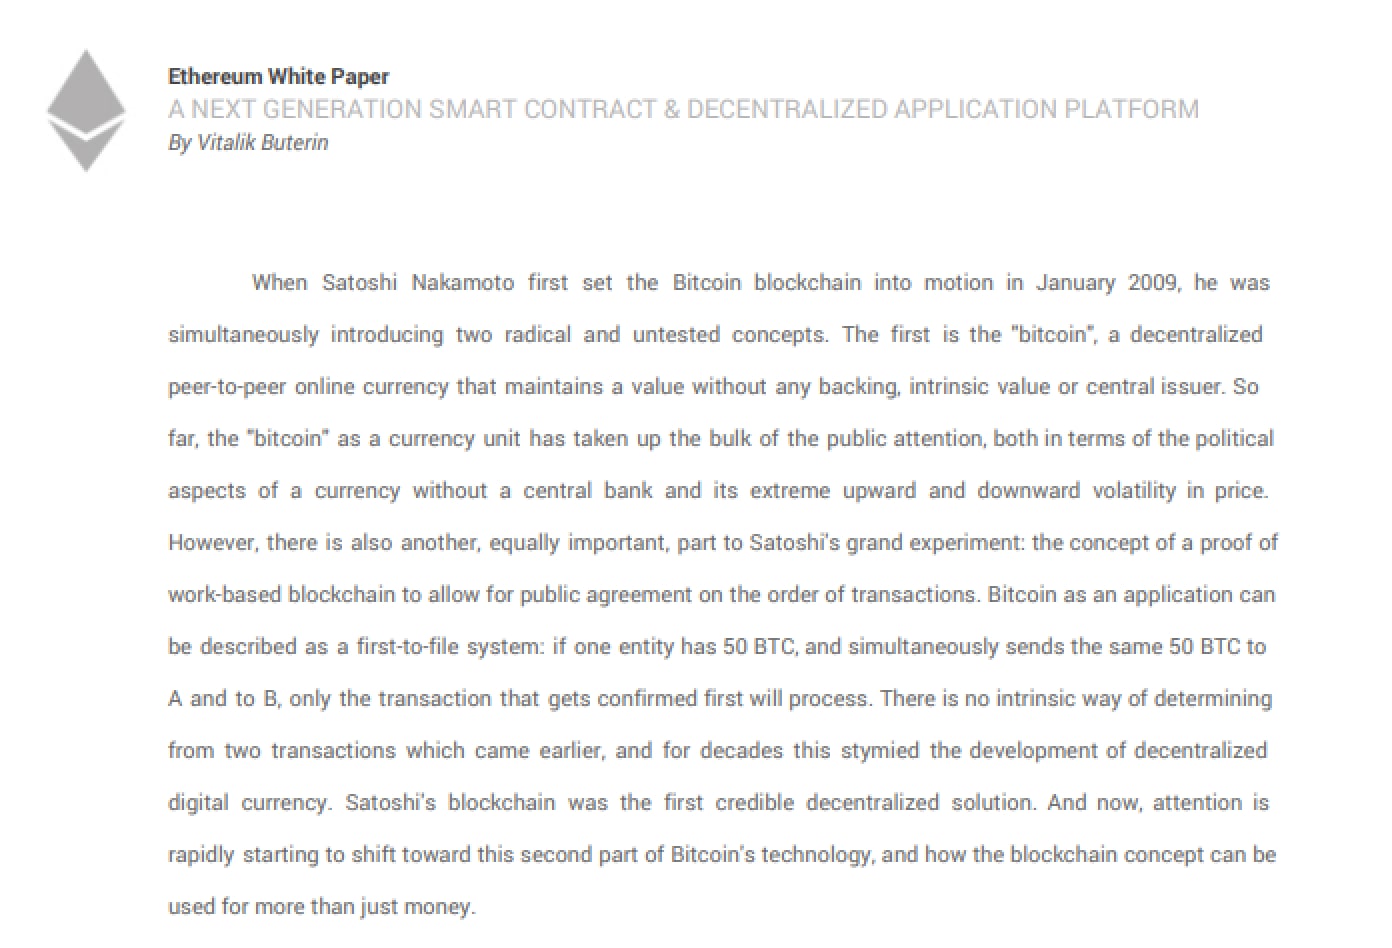 Ethereum White Paper
A NEXT GENERATION SMART CONTRACT & DECENTRALIZED APPLICATION PLATFORM
By Vitalik Buterin
When Satoshi Nakamoto first set the Bitcoin blockchain into motion in January 2009, he was
simultaneously introducing two radical and untested concepts. The first is the "bitcoin", a decentralized
peer-to-peer online currency that maintains a value without any backing, intrinsic value or central issuer. So
far, the "bitcoin" as a currency unit has taken up the bulk of the public attention, both in terms of the political
aspects of a currency without a central bank and its extreme upward and downward volatility in price.
However, there is also another, equally important, part to Satoshi's grand experiment: the concept of a proof of
work-based blockchain to allow for public agreement on the order of transactions. Bitcoin as an application can
be described as a first-to-file system: if one entity has 50 BTC, and simultaneously sends the same 50 BTC to
A and to B, only the transaction that gets confirmed first will process. There is no intrinsic way of determining
from two transactions which came earlier, and for decades this stymied the development of decentralized
digital currency. Satoshi's blockchain was the first credible decentralized solution. And now, attention is
rapidly starting to shift toward this second part of Bitcoin's technology, and how the blockchain concept can be
used for more than just money.